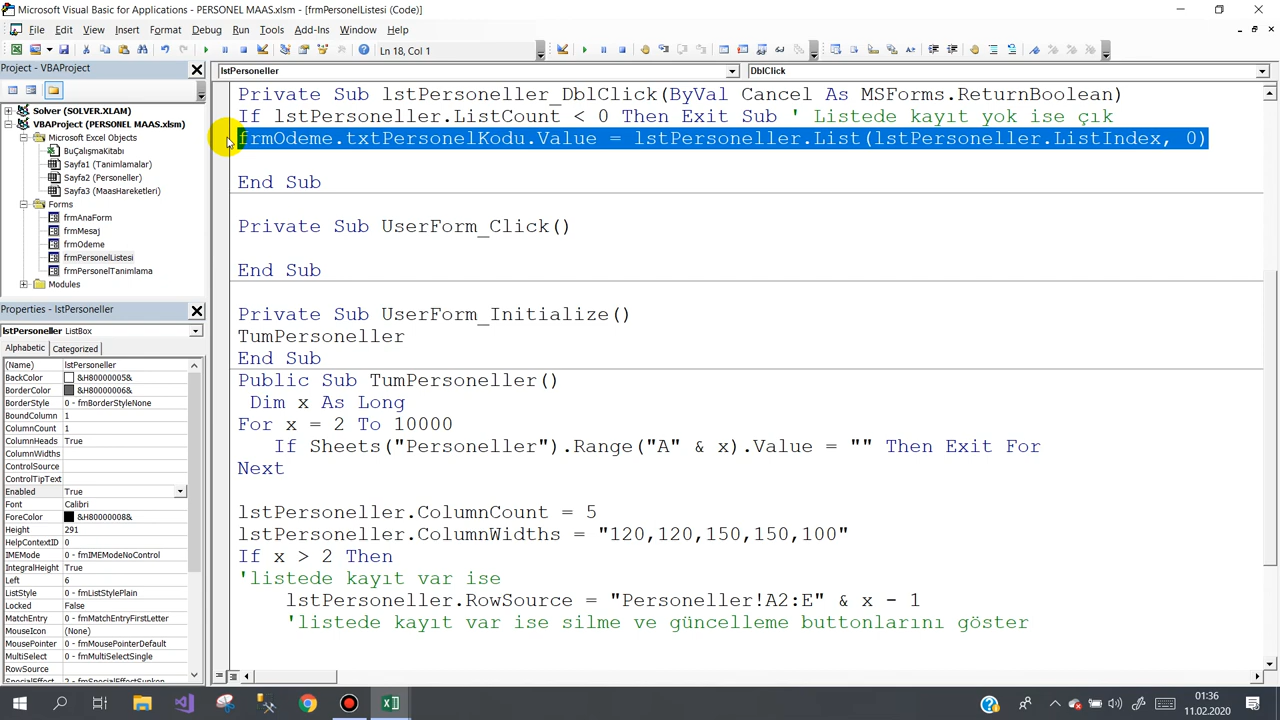 Microsoft Visual Basic for Applications - PERSONEL MAAS.xlsm - [frmPersonelListesi (Code)]
File Edit View Insert Format Debug Run Tools Add-Ins Window Help
Ln 18, Col 1
Project - VBAProject
Solver (SOLVER.XLAM)
VBAProject (PERSONEL MAAS.xlsm)
Microsoft Excel Objects
BuÇalışmaKitabı
Sayfa1 (Tanimlamalar)
Sayfa2 (Personeller)
Sayfa3 (MaasHareketleri)
Forms
frmAnaForm
frmMesaj
frmOdeme
frmPersonelListesi
frmPersonelTanimlama
Modules
Properties - lstPersoneller
lstPersoneller ListBox
Alphabetic Categorized
(Name) lstPersoneller
BackColor &H80000005&
BorderColor &H80000006&
BorderStyle 0 - fmBorderStyleNone
BoundColumn 1
ColumnCount 1
ColumnHeads True
ColumnWidths
ControlSource
ControlTipText
Enabled True
Font Calibri
ForeColor &H80000008&
Height 291
HelpContextID 0
IMEMode 0 - fmIMEModeNoControl
IntegralHeight True
Left 6
ListStyle 0 - fmListStylePlain
Locked False
MatchEntry 0 - fmMatchEntryFirstLetter
MouseIcon (None)
MousePointer 0 - fmMousePointerDefault
MultiSelect 0 - fmMultiSelectSingle
RowSource
lstPersoneller DblClick
Private Sub lstPersoneller_DblClick(ByVal Cancel As MSForms.ReturnBoolean)
If lstPersoneller.ListCount < 0 Then Exit Sub ' Listede kayıt yok ise çık
frmOdeme.txtPersonelKodu.Value = lstPersoneller.List(lstPersoneller.ListIndex, 0)
End Sub
Private Sub UserForm_Click()
End Sub
Private Sub UserForm_Initialize()
TumPersoneller
End Sub
Public Sub TumPersoneller()
Dim x As Long
For x = 2 To 10000
If Sheets("Personeller").Range("A" & x).Value = "" Then Exit For
Next
lstPersoneller.ColumnCount = 5
lstPersoneller.ColumnWidths = "120,120,150,150,100"
If x > 2 Then
'listede kayıt var ise
lstPersoneller.RowSource = "Personeller!A2:E" & x - 1
'listede kayıt var ise silme ve güncelleme buttonlarını göster
01:36
11.02.2020